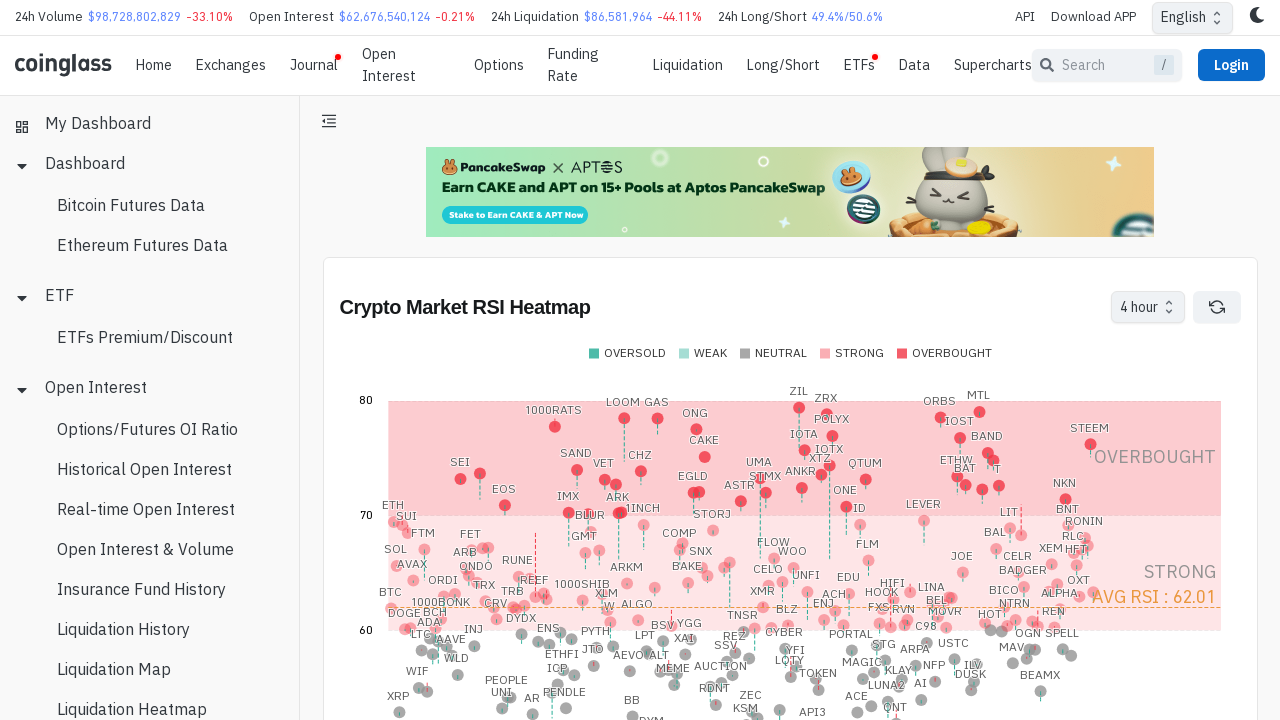 24h Volume $98,728,802,829 -33.10% Open Interest $62,676,540,124 -0.21% 24h Liquidation $86,581,964 -44.11% 24h Long/Short 49.4%/50.6% API Download APP English
coinglass Home Exchanges Journal Open Interest Options Funding Rate Liquidation Long/Short ETFs Data Supercharts Search / Login
My Dashboard
Dashboard
Bitcoin Futures Data
Ethereum Futures Data
ETF
ETFs Premium/Discount
Open Interest
Options/Futures OI Ratio
Historical Open Interest
Real-time Open Interest
Open Interest & Volume
Insurance Fund History
Liquidation History
Liquidation Map
Liquidation Heatmap
PancakeSwap × APTOS
Earn CAKE and APT on 15+ Pools at Aptos PancakeSwap
Stake to Earn CAKE & APT Now
Crypto Market RSI Heatmap
4 hour
OVERSOLD WEAK NEUTRAL STRONG OVERBOUGHT
80
ZIL MTL
LOOM GAS ZRX ORBS
1000RATS ONG POLYX IOST STEEM
CAKE IOTA BAND
SAND CHZ IOTX
SEI VET UMA XTZ QTUM ETHW OVERBOUGHT
EGLD STMX ANKR BAT T
EOS IMX ARK ASTR ONE NKN
70
ETH SUI BLUR 1INCH STORJ ID LEVER LIT BNT
RONIN
FTM FET GMT COMP FLOW FLM BAL RLC
SOL ARB SNX WOO JOE CELR XEM HFT
AVAX ONDO RUNE ARKM BAKE CELO UNFI EDU BADGER STRONG
ORDI TRX REEF 1000SHIB HIFI LINA OXT
BTC TRB XLM XMR ACH HOOK BICO ALPHA AVG RSI : 62.01
1000BONK CRV W ALGO ENJ BEL NTRN
DOGE BCH DYDX TNSR BLZ FXS RVN MOVR HOT REN
ADA BSV YGG C98
60
LTC AAVE INJ ENS PYTH LPT XAI REZ CYBER PORTAL OGN SPELL
WLD JTO SSV YFI STG ARPA USTC MAV
ETHFI AEVO ALT LQTY MAGIC NFP ILV
WIF ICP MEME AUCTION TOKEN KLAY DUSK BEAMX
PEOPLE RDNT LUNA2 AI
XRP UNI AR PENDLE BB ZEC ACE
KSM API3 ONT